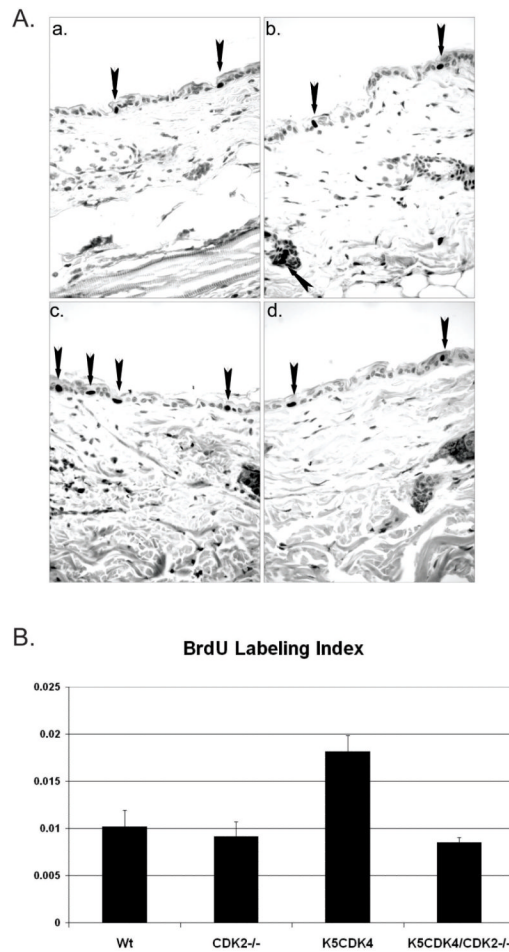 A.
a.
b.
c.
d.
B.
BrdU Labeling Index
0.025
0.02
0.015
0.01
0.005
0
Wt CDK2-/- K5CDK4 K5CDK4/CDK2-/-